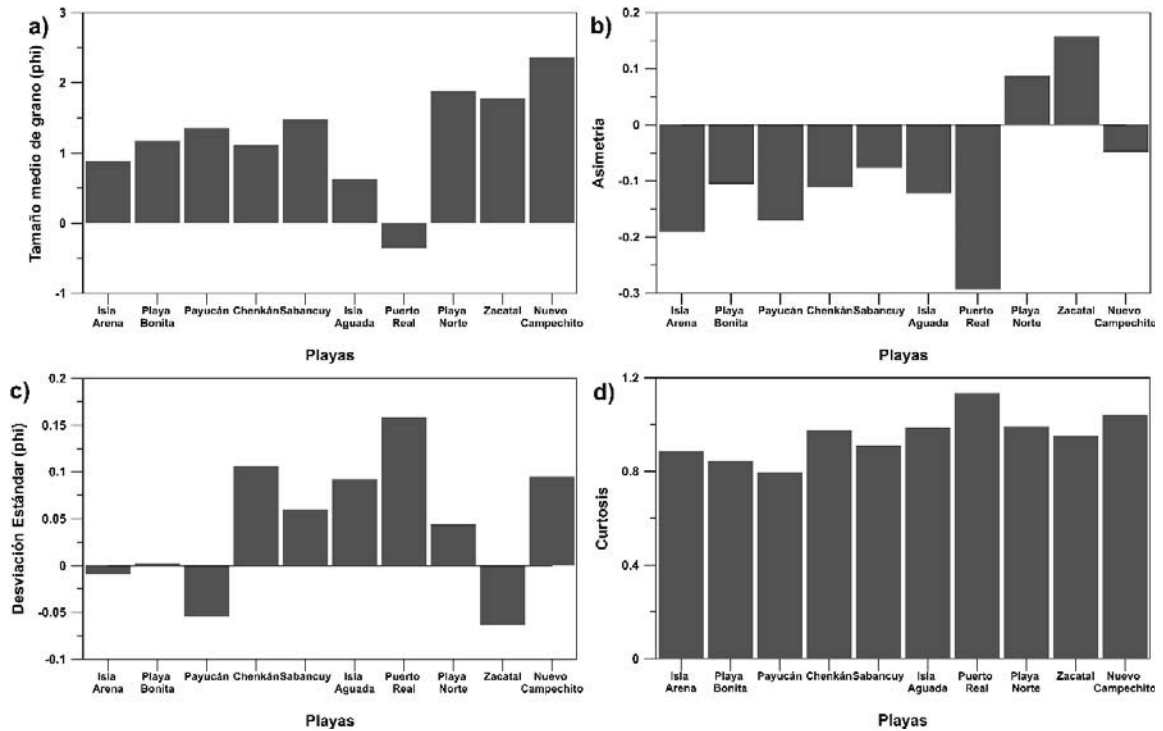 a)
Tamaño medio de grano (phi)
3
2
1
0
-1
Isla Arena
Playa Bonita
Payucán
Chenkán
Sabancuy
Isla Aguada
Puerto Real
Playa Norte
Zacatal
Nuevo Campechito
Playas
b)
Asimetría
0.2
0.1
0
-0.1
-0.2
-0.3
Isla Arena
Playa Bonita
Payucán
Chenkán
Sabancuy
Isla Aguada
Puerto Real
Playa Norte
Zacatal
Nuevo Campechito
Playas
c)
Desviación Estándar (phi)
0.2
0.15
0.1
0.05
0
-0.05
-0.1
Isla Arena
Playa Bonita
Payucán
Chenkán
Sabancuy
Isla Aguada
Puerto Real
Playa Norte
Zacatal
Nuevo Campechito
Playas
d)
Curtosis
1.2
0.8
0.4
0
Isla Arena
Playa Bonita
Payucán
Chenkán
Sabancuy
Isla Aguada
Puerto Real
Playa Norte
Zacatal
Nuevo Campechito
Playas